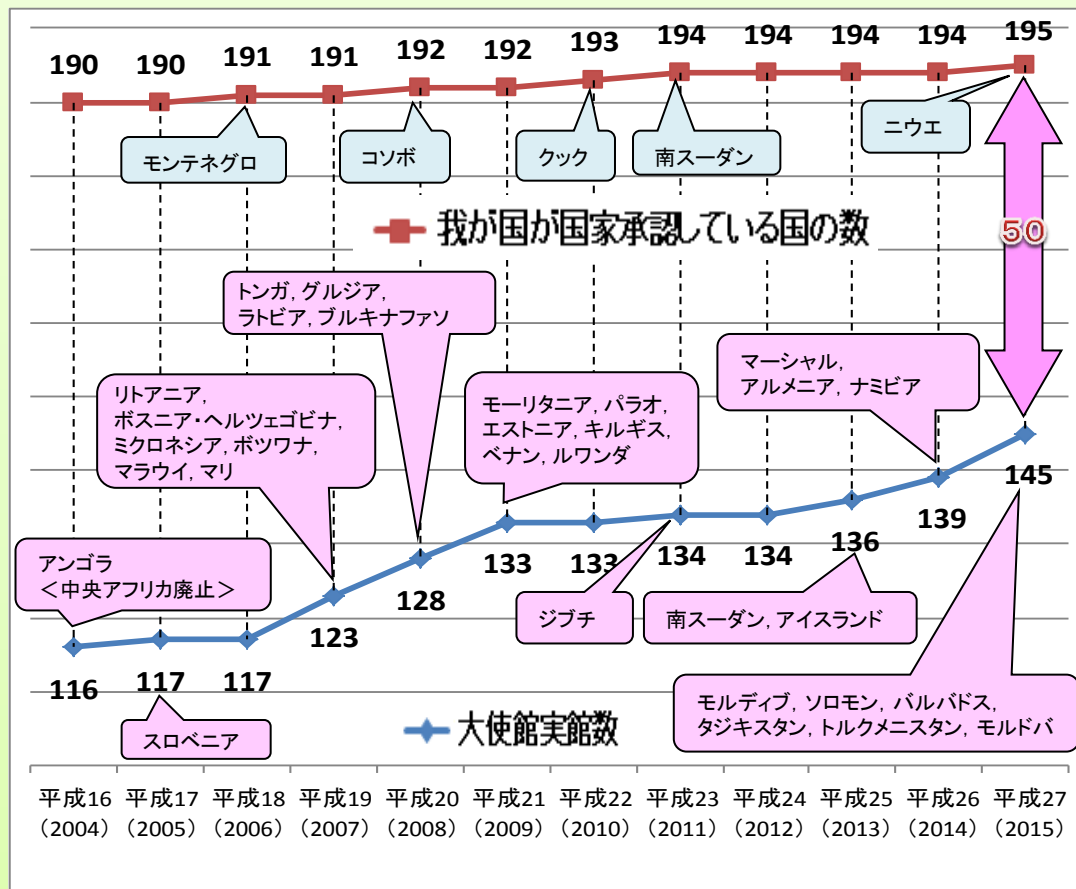 190 190 191 191 192 192 193 194 194 194 194 195
モンテネグロ
コソボ
クック
南スーダン
ニウエ
我が国が国家承認している国の数
50
トンガ, グルジア,
ラトビア, ブルキナファソ
リトアニア,
ボスニア・ヘルツェゴビナ,
ミクロネシア, ボツワナ,
マラウイ, マリ
モーリタニア, パラオ,
エストニア, キルギス,
ベナン, ルワンダ
マーシャル,
アルメニア, ナミビア
アンゴラ
＜中央アフリカ廃止＞
116 117 117 123 128 133 133 134 134 136 139 145
ジブチ
南スーダン, アイスランド
スロベニア
モルディブ, ソロモン, バルバドス,
タジキスタン, トルクメニスタン, モルドバ
大使館実館数
平成16 平成17 平成18 平成19 平成20 平成21 平成22 平成23 平成24 平成25 平成26 平成27
（2004） （2005） （2006） （2007） （2008） （2009） （2010） （2011） （2012） （2013） （2014） （2015）